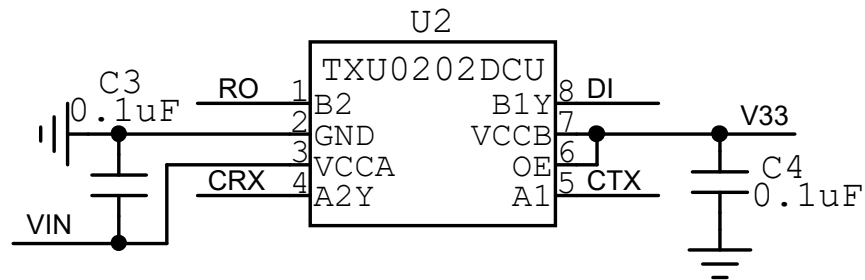 U2
TXU0202DCU
C3
0.1uF
RO 1 B2
B1Y 8 DI
2 GND
VCCB 7 V33
3 VCCA
OE 6
CRX 4 A2Y
A1 5 CTX
C4
0.1uF
VIN